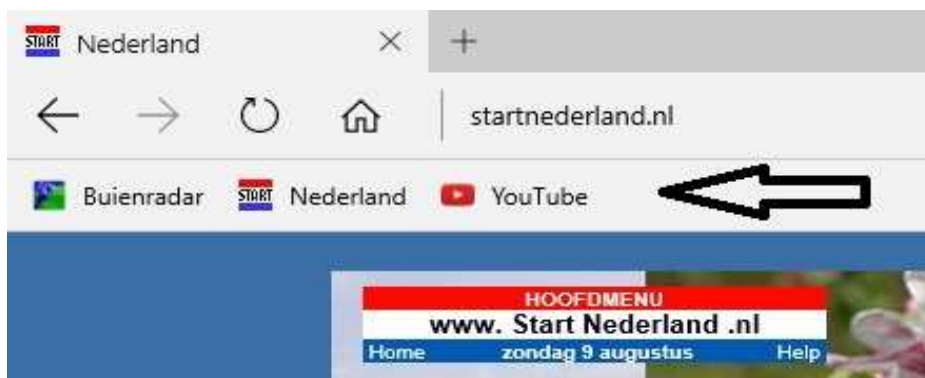 START Nederland
startnederland.nl
Buienradar START Nederland YouTube
HOOFDMENU
www. Start Nederland .nl
Home zondag 9 augustus Help